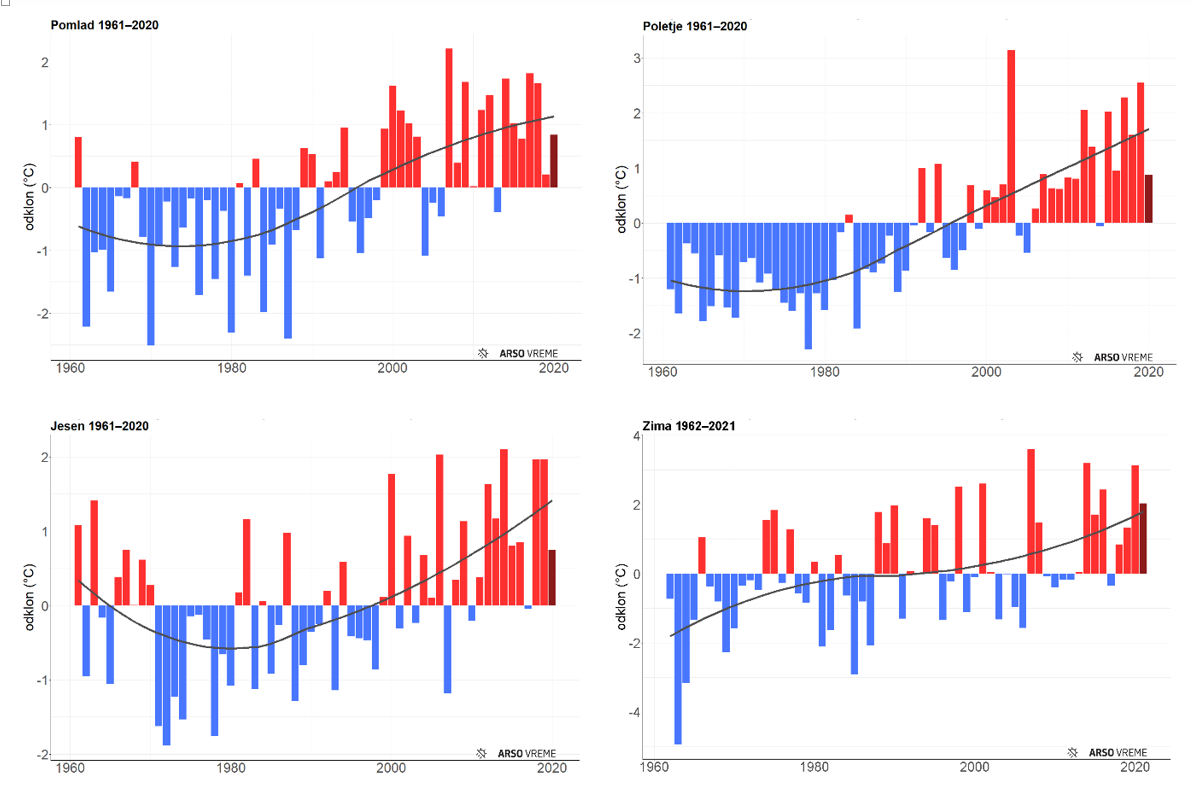 Pomlad 1961–2020
odklon (°C)
2
1
0
-1
-2
1960 1980 2000 2020
ARSO VREME
Poletje 1961–2020
odklon (°C)
3
2
1
0
-1
-2
1960 1980 2000 2020
ARSO VREME
Jesen 1961–2020
odklon (°C)
2
1
0
-1
-2
1960 1980 2000 2020
ARSO VREME
Zima 1962–2021
odklon (°C)
4
2
0
-2
-4
1960 1980 2000 2020
ARSO VREME